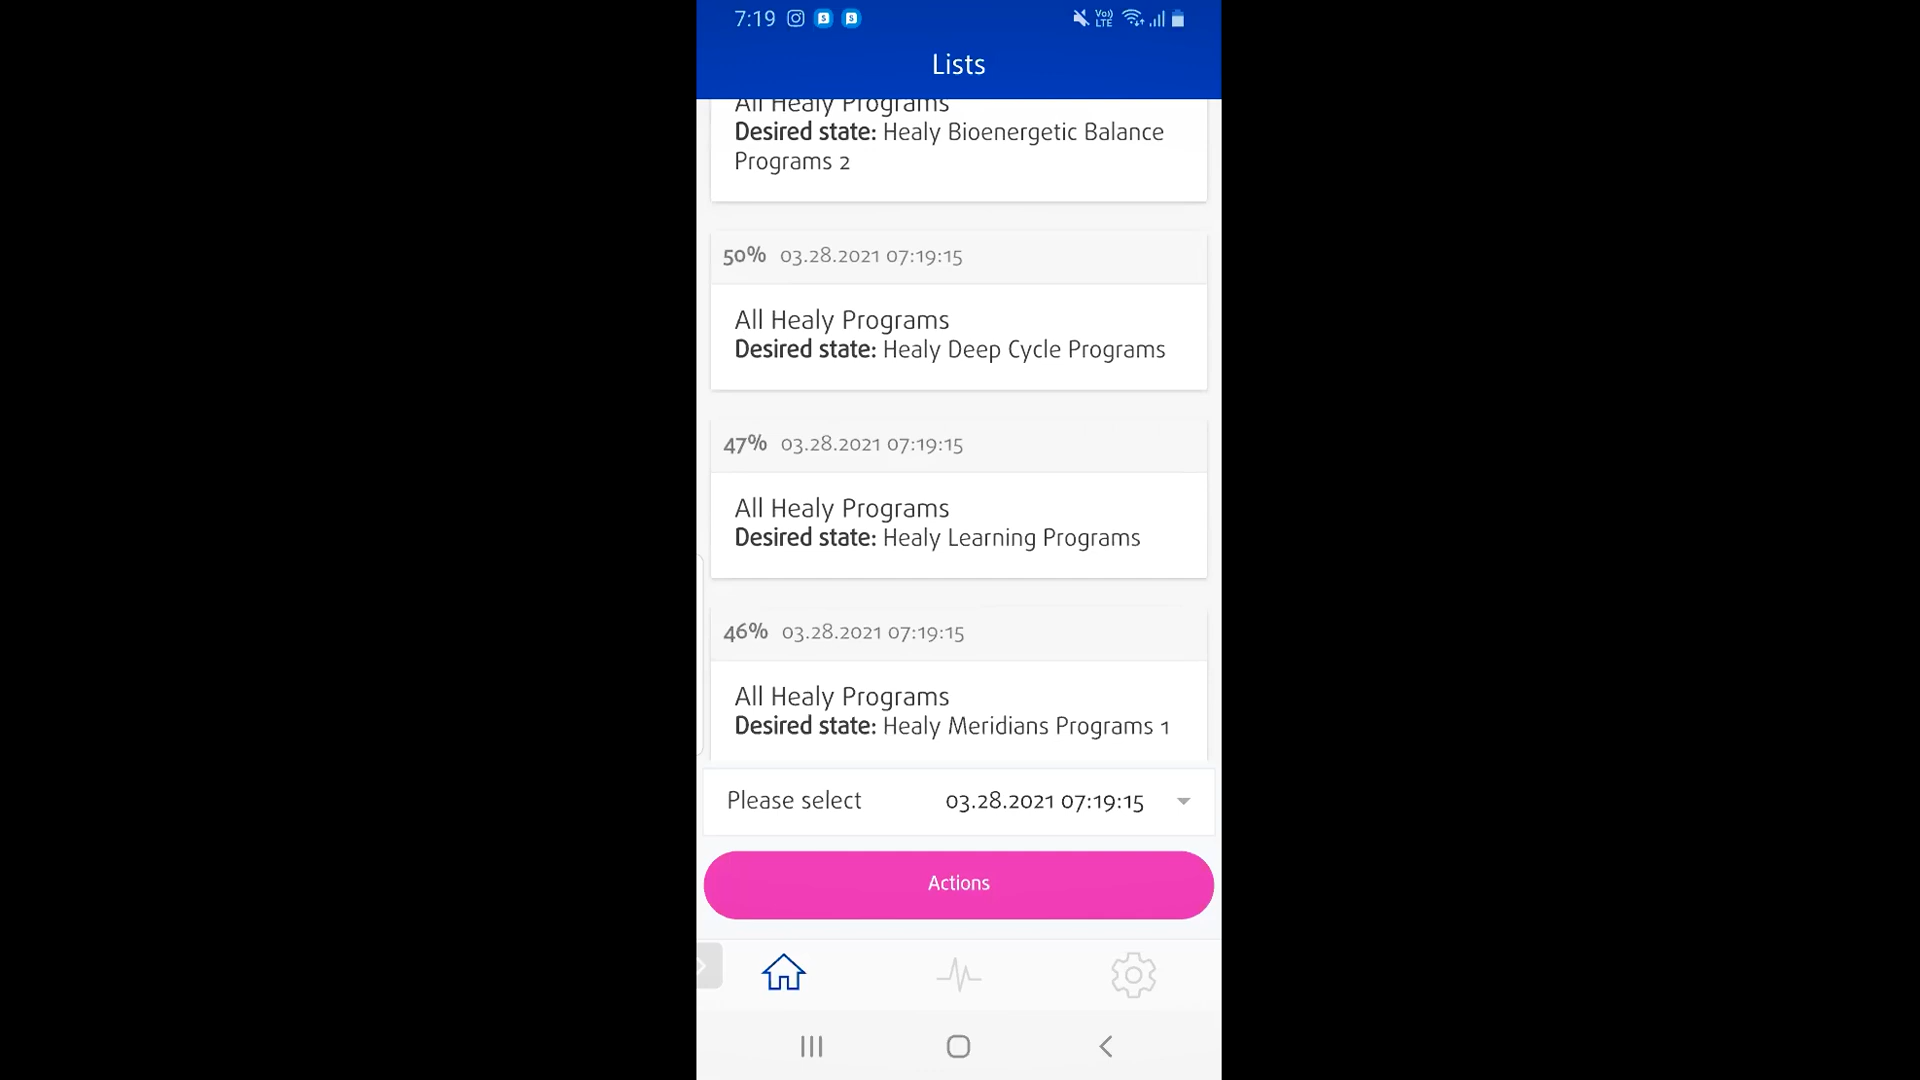 7:19
Vo)) LTE
Lists
All Healy Programs
Desired state: Healy Bioenergetic Balance
Programs 2
50% 03.28.2021 07:19:15
All Healy Programs
Desired state: Healy Deep Cycle Programs
47% 03.28.2021 07:19:15
All Healy Programs
Desired state: Healy Learning Programs
46% 03.28.2021 07:19:15
All Healy Programs
Desired state: Healy Meridians Programs 1
Please select 03.28.2021 07:19:15
Actions